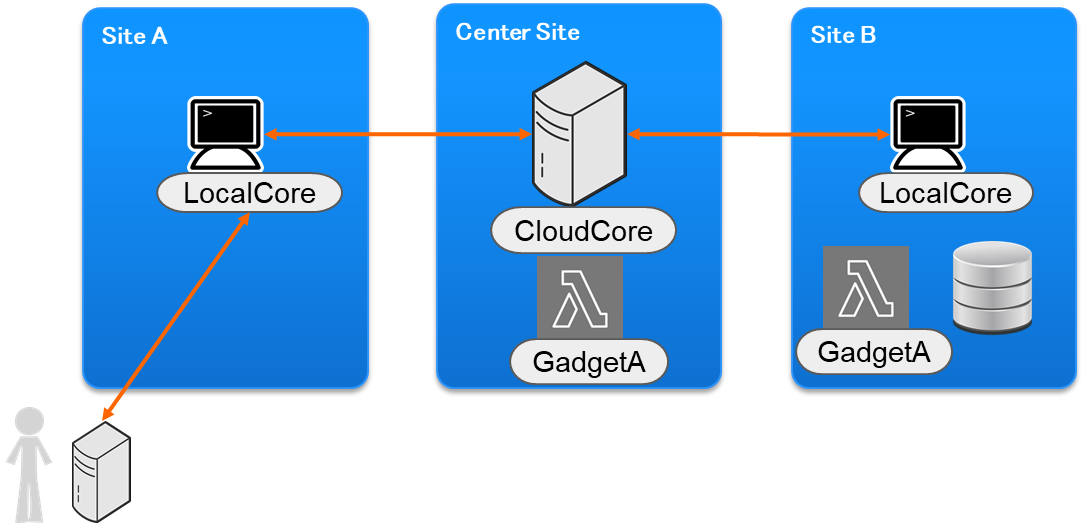 Site A
Center Site
Site B
>
>
LocalCore
CloudCore
LocalCore
GadgetA
GadgetA